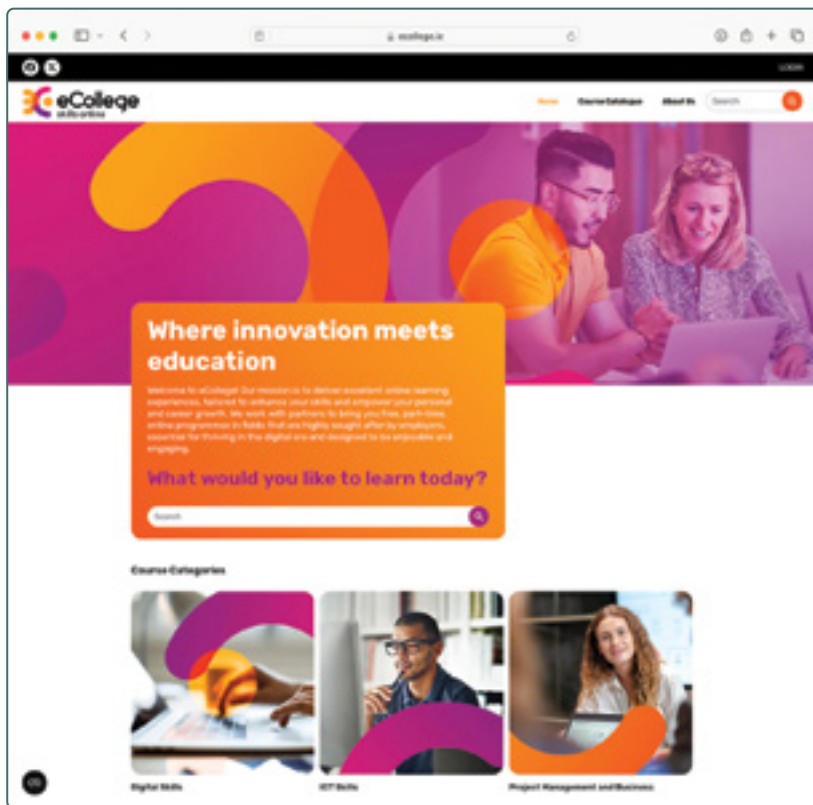 ecollege.ie
LOGIN
eCollege
skills online
Home Course Catalogue About Us Search
Where innovation meets
education
Welcome to eCollege! Our mission is to deliver excellent online learning
experiences, tailored to enhance your skills and empower your personal
and career growth. We work with partners to bring you free, part-time,
online programmes in fields that are highly sought after by employers,
essential for thriving in the digital era and designed to be enjoyable and
engaging.
What would you like to learn today?
Search
Course Categories
Digital Skills ICT Skills Project Management and Business